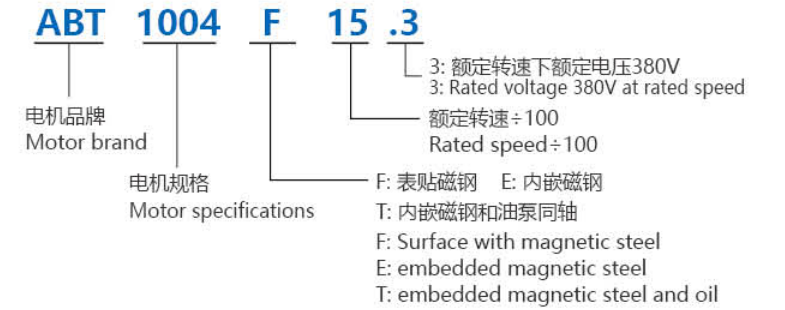 ABT 1004 F 15 .3
3: 额定转速下额定电压380V
3: Rated voltage 380V at rated speed
电机品牌
Motor brand
额定转速÷100
Rated speed÷100
电机规格
Motor specifications
F: 表贴磁钢 E: 内嵌磁钢
T: 内嵌磁钢和油泵同轴
F: Surface with magnetic steel
E: embedded magnetic steel
T: embedded magnetic steel and oil